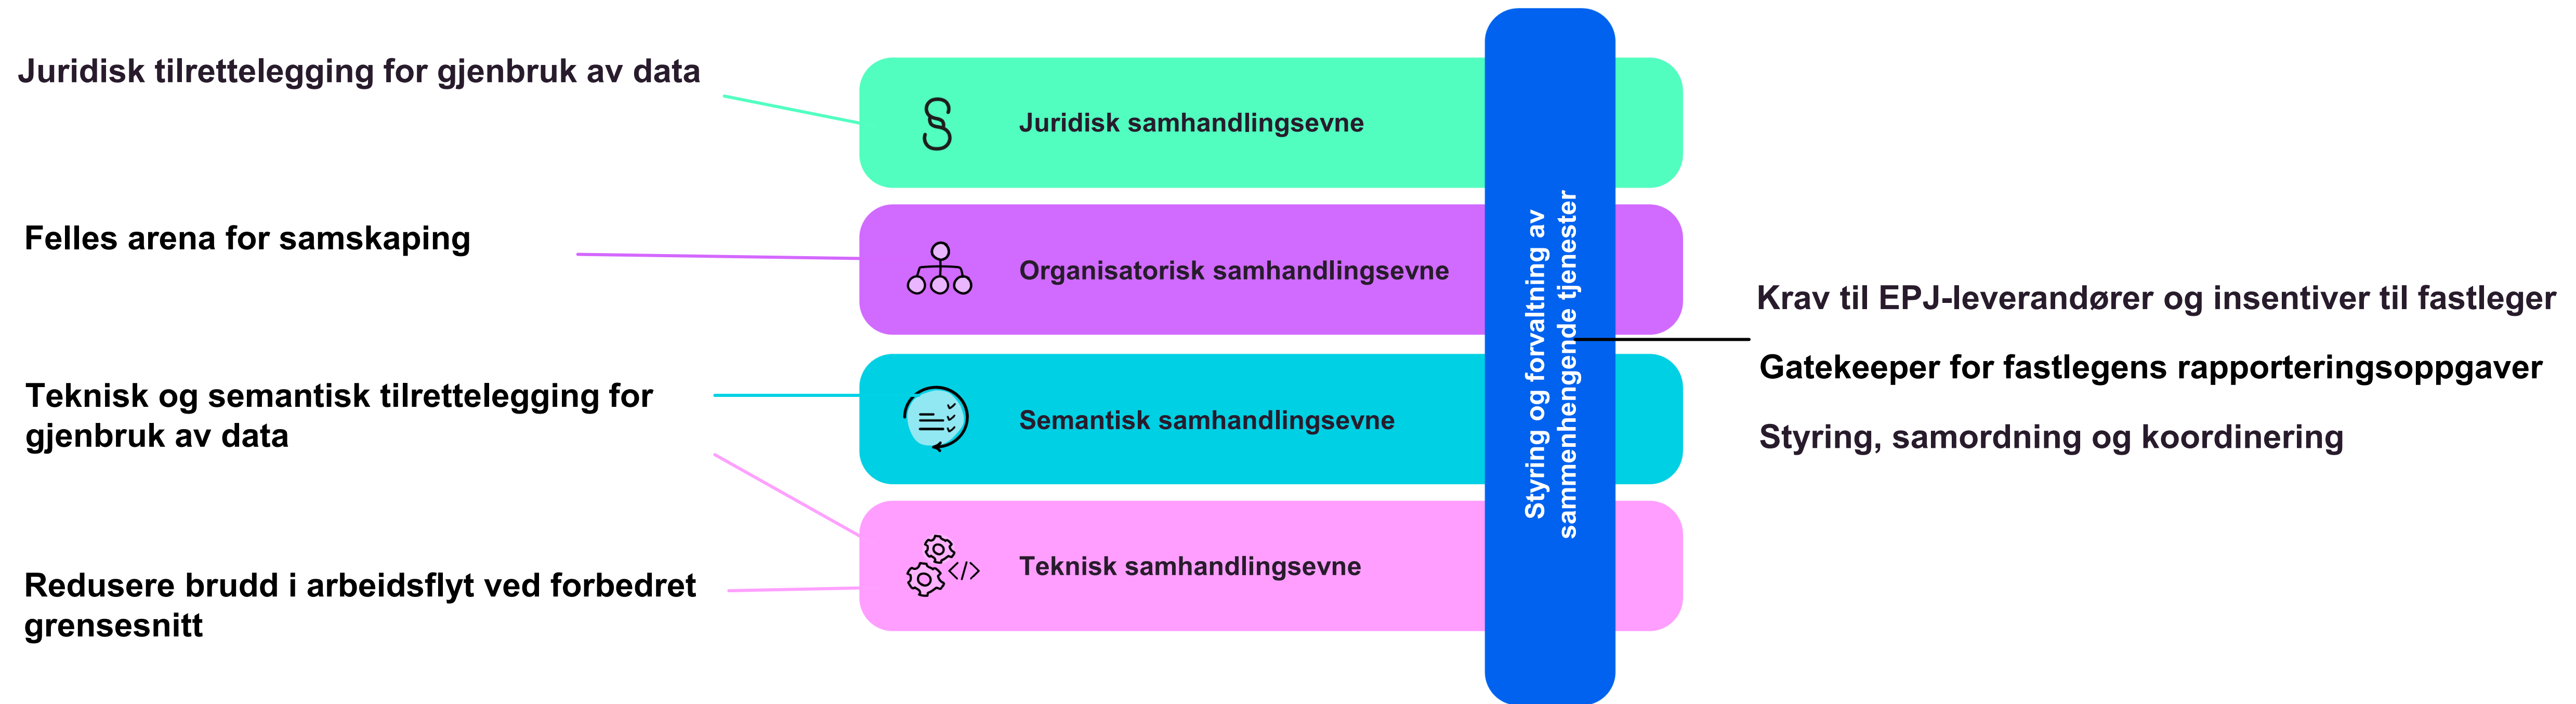 Juridisk tilrettelegging for gjenbruk av data
Felles arena for samskaping
Teknisk og semantisk tilrettelegging for
gjenbruk av data
Redusere brudd i arbeidsflyt ved forbedret
grensesnitt
Juridisk samhandlingsevne
Organisatorisk samhandlingsevne
Semantisk samhandlingsevne
Teknisk samhandlingsevne
Styring og forvaltning av
sammenhengende tjenester
Krav til EPJ-leverandører og insentiver til fastleger
Gatekeeper for fastlegens rapporteringsoppgaver
Styring, samordning og koordinering